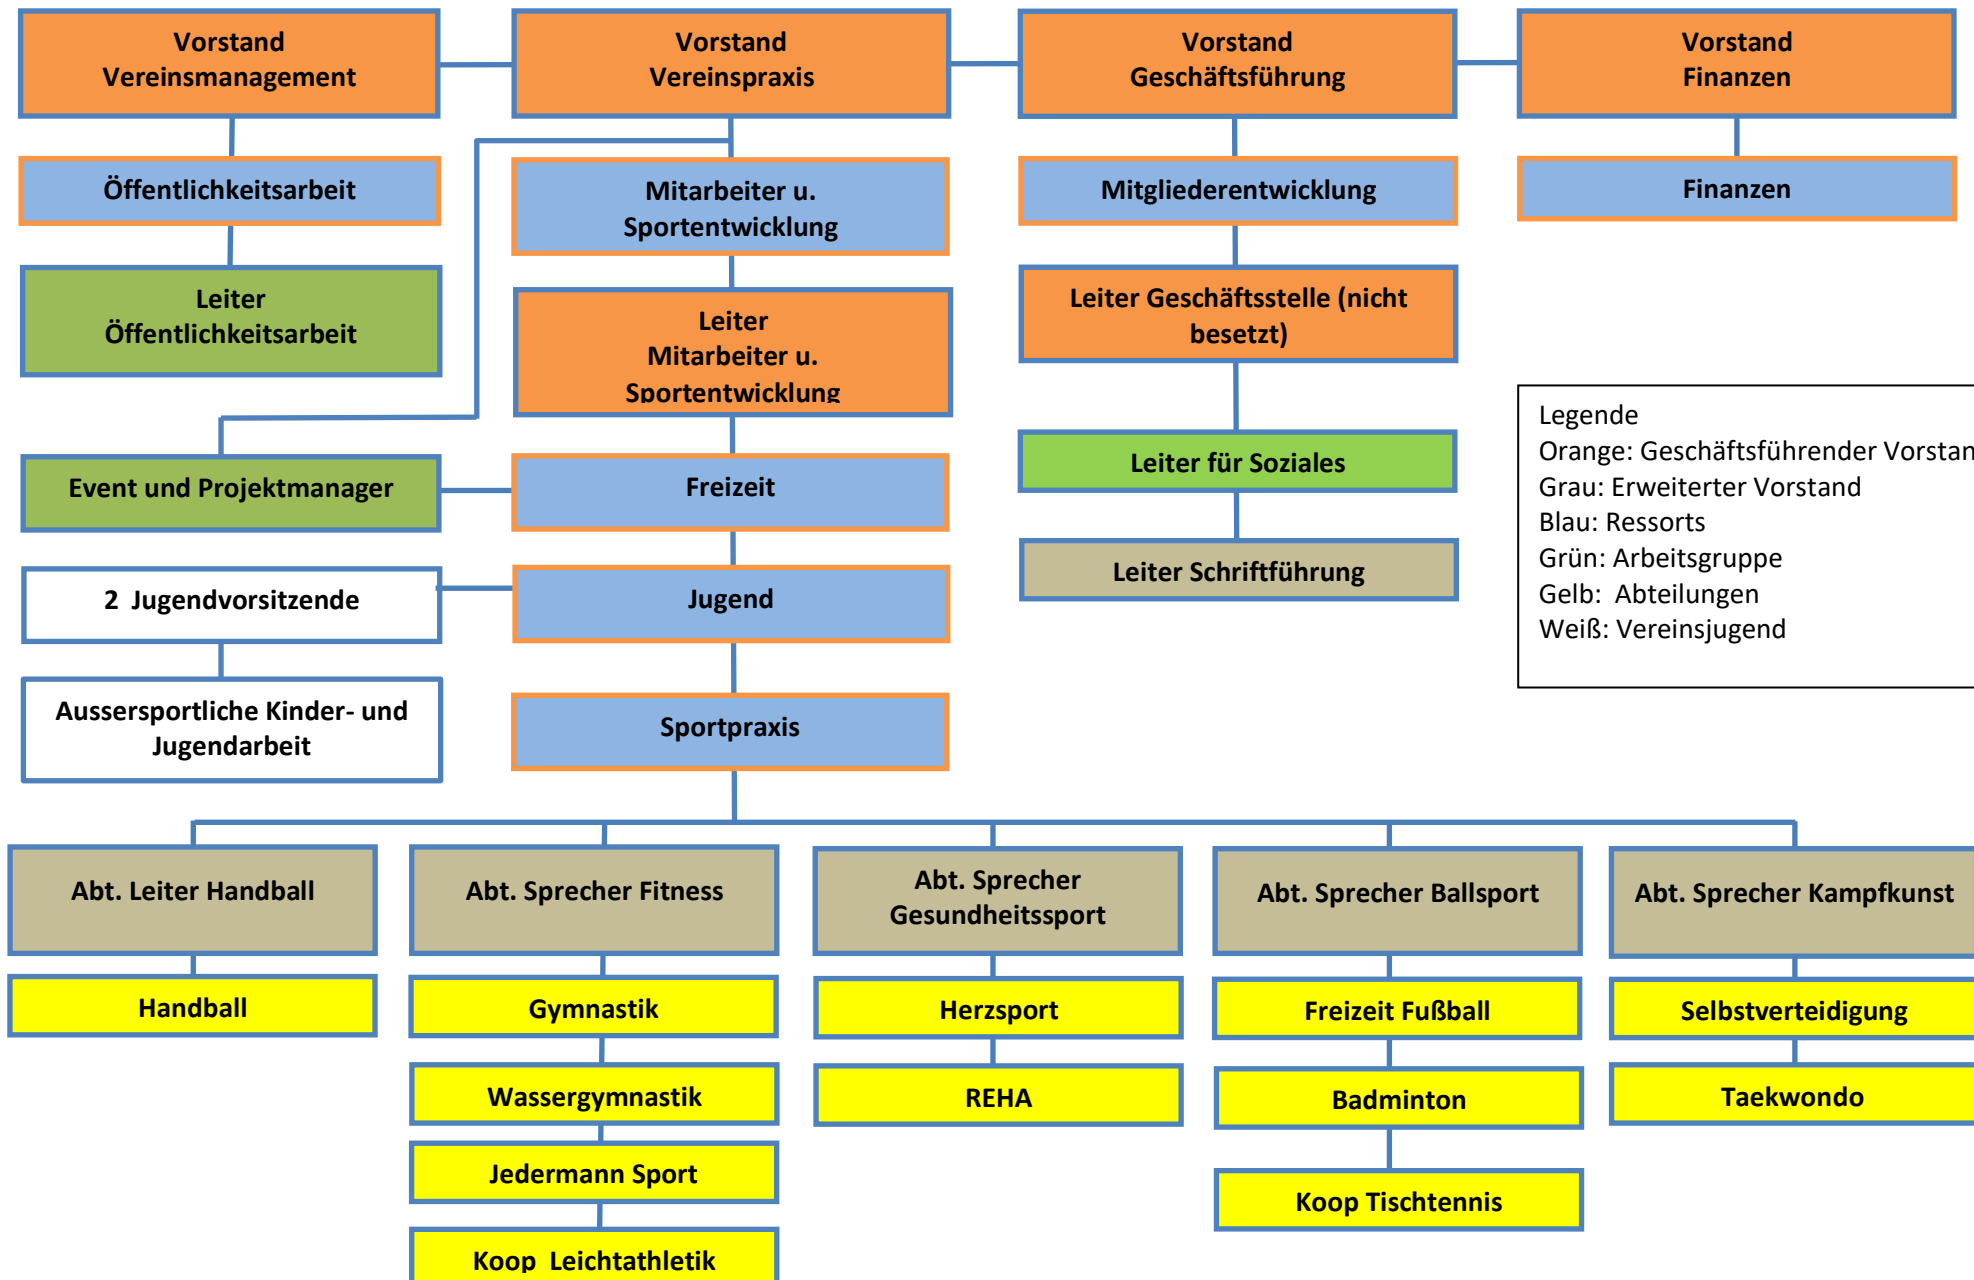 Vorstand
Vereinsmanagement
Vorstand
Vereinspraxis
Vorstand
Geschäftsführung
Vorstand
Finanzen
Öffentlichkeitsarbeit
Mitarbeiter u.
Sportentwicklung
Mitgliederentwicklung
Finanzen
Leiter
Öffentlichkeitsarbeit
Leiter
Mitarbeiter u.
Sportentwicklung
Leiter Geschäftsstelle (nicht
besetzt)
Legende
Orange: Geschäftsführender Vorstan
Grau: Erweiterter Vorstand
Blau: Ressorts
Grün: Arbeitsgruppe
Gelb:  Abteilungen
Weiß: Vereinsjugend
Event und Projektmanager
Freizeit
Leiter für Soziales
2  Jugendvorsitzende
Jugend
Leiter Schriftführung
Aussersportliche Kinder- und
Jugendarbeit
Sportpraxis
Abt. Leiter Handball
Abt. Sprecher Fitness
Abt. Sprecher
Gesundheitssport
Abt. Sprecher Ballsport
Abt. Sprecher Kampfkunst
Handball
Gymnastik
Herzsport
Freizeit Fußball
Selbstverteidigung
Wassergymnastik
REHA
Badminton
Taekwondo
Jedermann Sport
Koop Tischtennis
Koop  Leichtathletik